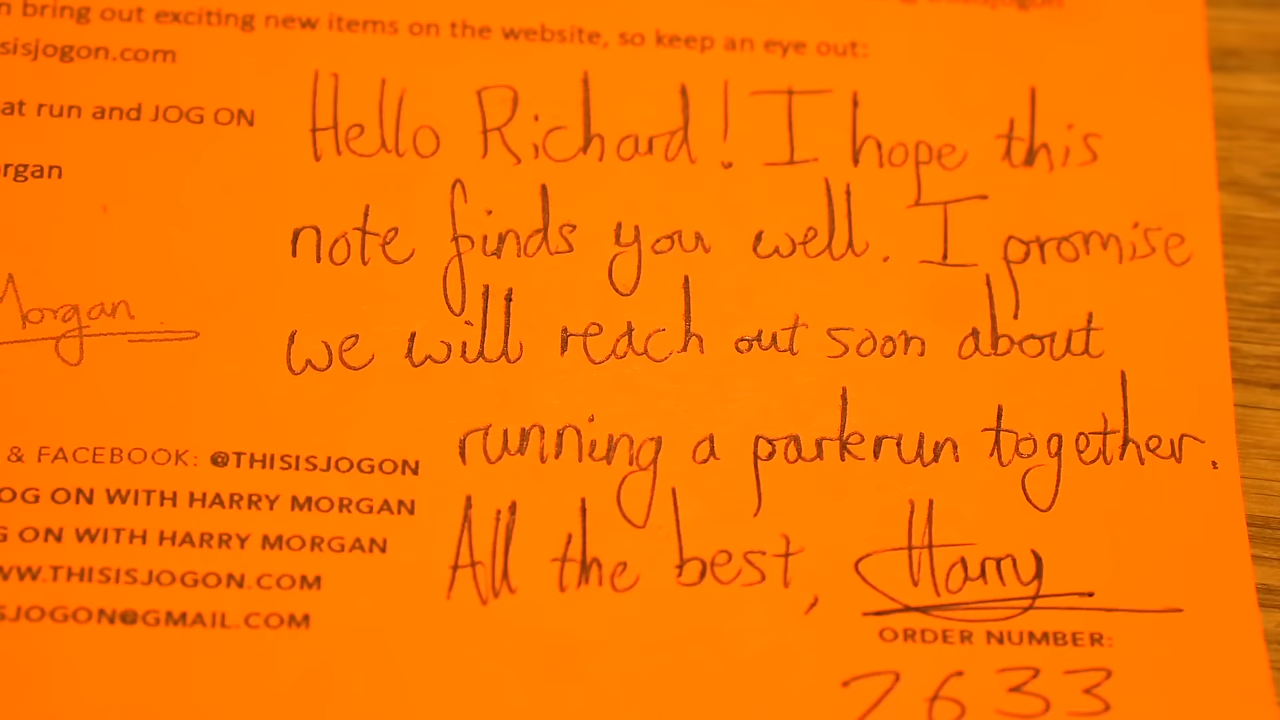 bring out exciting new items on the website, so keep an eye out:
sisjogon.com
at run and JOG ON
rgan
Morgan
Hello Richard! I hope this
note finds you well. I promise
we will reach out soon about
running a parkrun together.
All the best, Harry
& FACEBOOK: @THISISJOGON
OG ON WITH HARRY MORGAN
G ON WITH HARRY MORGAN
WW.THISISJOGON.COM
SJOGON@GMAIL.COM
ORDER NUMBER:
7633